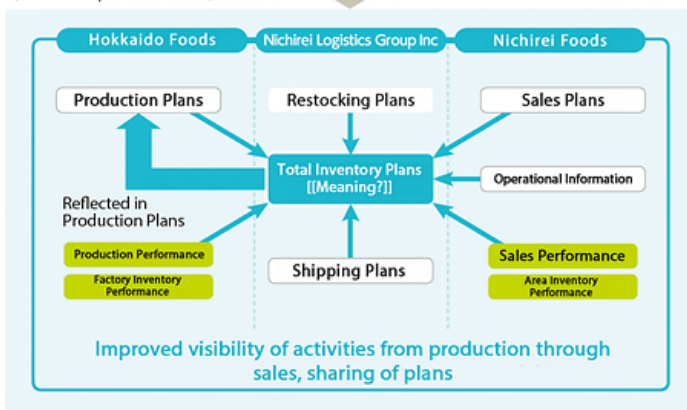 Hokkaido Foods
Nichirei Logistics Group Inc
Nichirei Foods
Production Plans
Restocking Plans
Sales Plans
Total Inventory Plans
[[Meaning?]]
Operational Information
Reflected in
Production Plans
Production Performance
Factory Inventory
Performance
Shipping Plans
Sales Performance
Area Inventory
Performance
Improved visibility of activities from production through
sales, sharing of plans